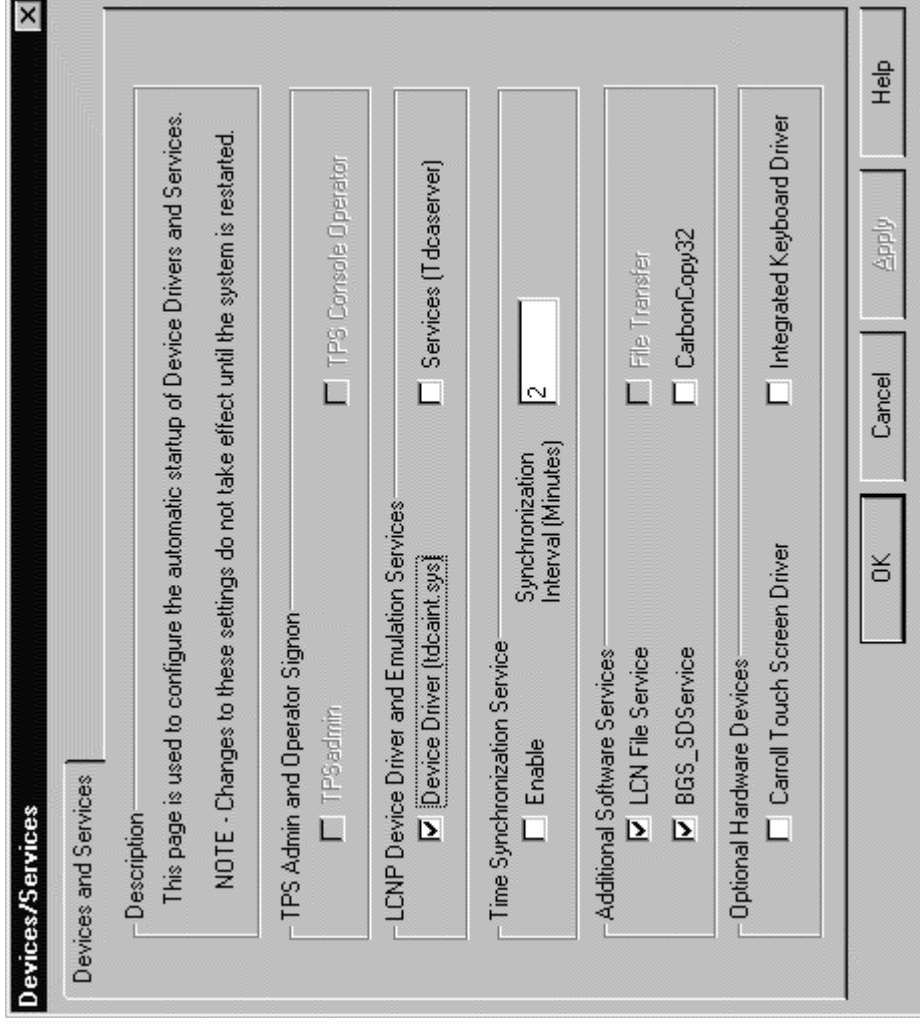 Devices/Services
Devices and Services
Description
This page is used to configure the automatic startup of Device Drivers and Services.
NOTE - Changes to these settings do not take effect until the system is restarted.
TPS Admin and Operator Signon
TPSadmin
TPS Console Operator
LCNP Device Driver and Emulation Services
Device Driver (tdcaint.sys)
Services (Tdcaserver)
Time Synchronization Service
Enable
Synchronization
Interval (Minutes)
2
Additional Software Services
LCN File Service
File Transfer
BGS_SDService
CarbonCopy32
Optional Hardware Devices
Carroll Touch Screen Driver
Integrated Keyboard Driver
OK
Cancel
Apply
Help